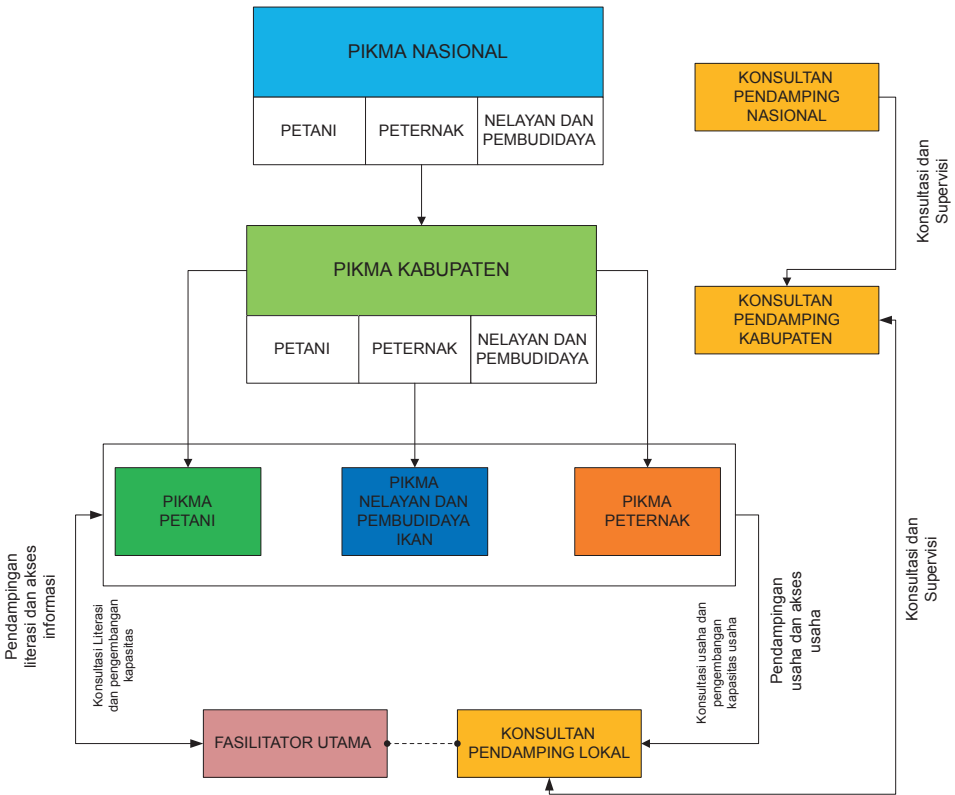 PIKMA NASIONAL
PETANI
PETERNAK
NELAYAN DAN
PEMBUDIDAYA
KONSULTAN
PENDAMPING
NASIONAL
Konsultasi dan
Supervisi
PIKMA KABUPATEN
PETANI
PETERNAK
NELAYAN DAN
PEMBUDIDAYA
KONSULTAN
PENDAMPING
KABUPATEN
PIKMA
PETANI
PIKMA
NELAYAN DAN
PEMBUDIDAYA
IKAN
PIKMA
PETERNAK
Pendampingan
literasi dan akses
informasi
Konsultasi Literasi
dan pengembangan
kapasitas
Konsultasi usaha dan
pengembangan
kapasitas usaha
Pendampingan
usaha dan akses
usaha
Konsultasi dan
Supervisi
FASILITATOR UTAMA
KONSULTAN
PENDAMPING LOKAL